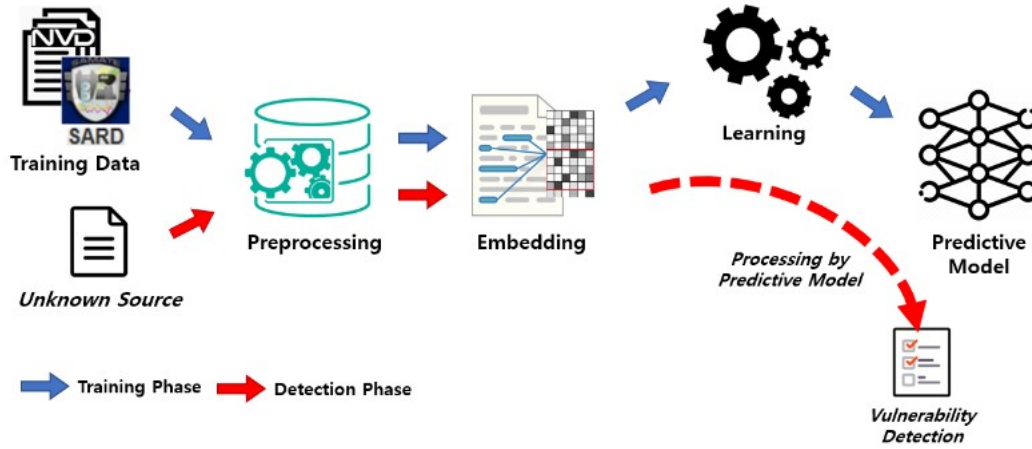 NVD
SAMATE
SARD
Training Data
Unknown Source
Preprocessing
Embedding
Learning
Predictive
Model
Processing by
Predictive Model
Vulnerability
Detection
Training Phase
Detection Phase